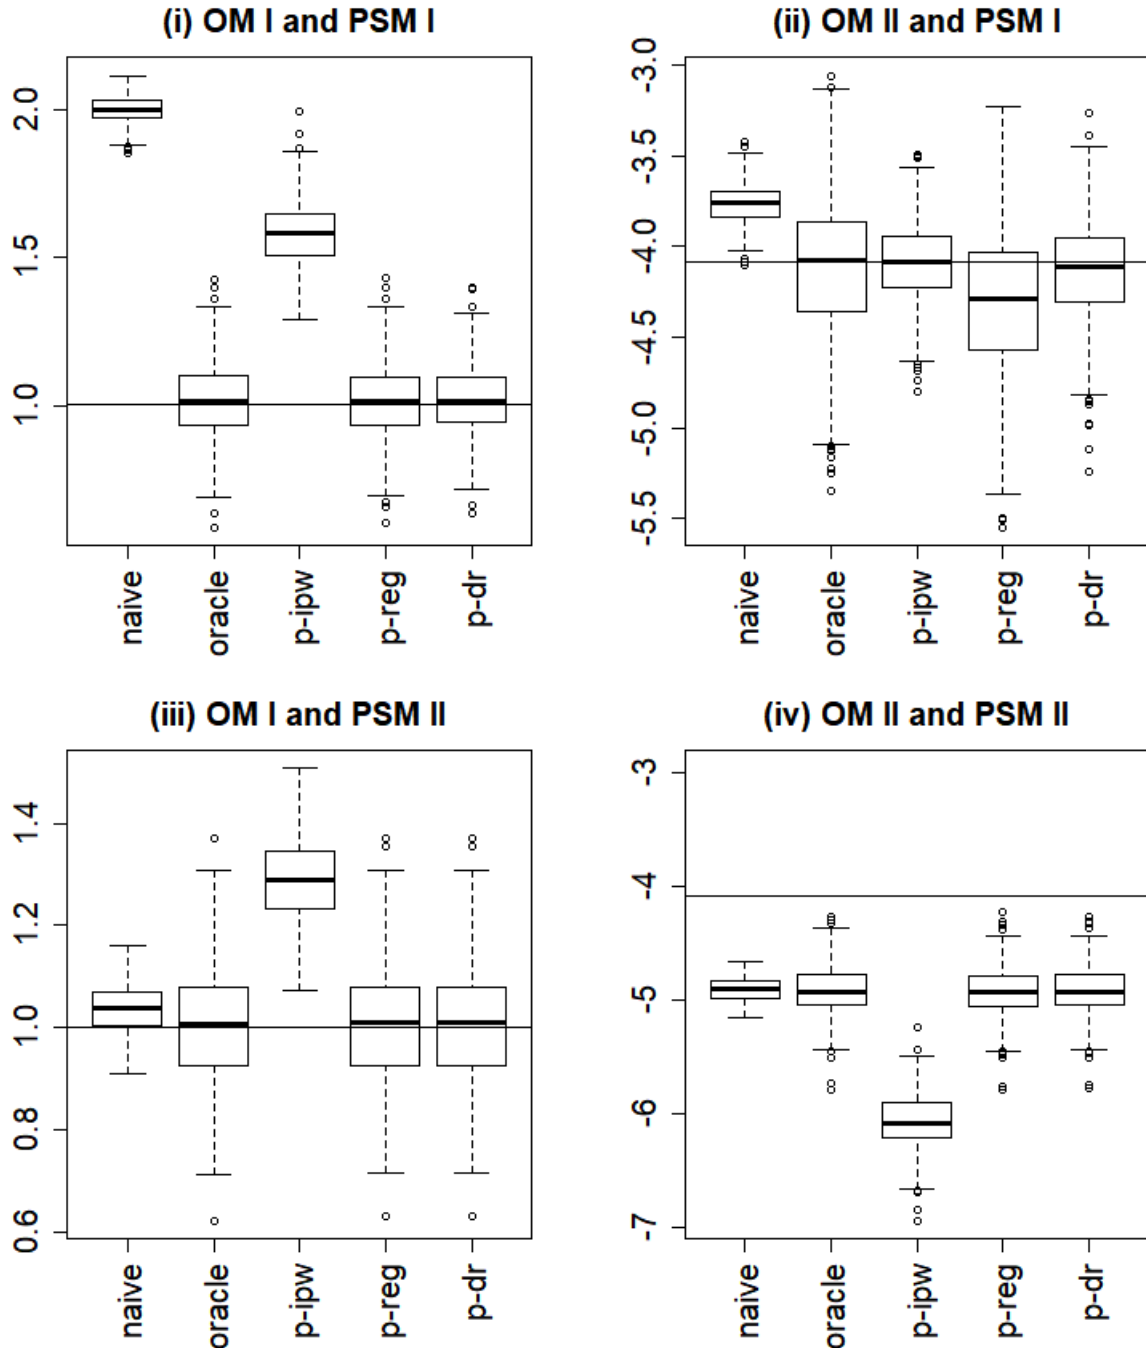 (i) OM I and PSM I
2.0
1.5
1.0
naive
oracle
p-ipw
p-reg
p-dr
(ii) OM II and PSM I
-3.0
-3.5
-4.0
-4.5
-5.0
-5.5
naive
oracle
p-ipw
p-reg
p-dr
(iii) OM I and PSM II
1.4
1.2
1.0
0.8
0.6
naive
oracle
p-ipw
p-reg
p-dr
(iv) OM II and PSM II
-3
-4
-5
-6
-7
naive
oracle
p-ipw
p-reg
p-dr